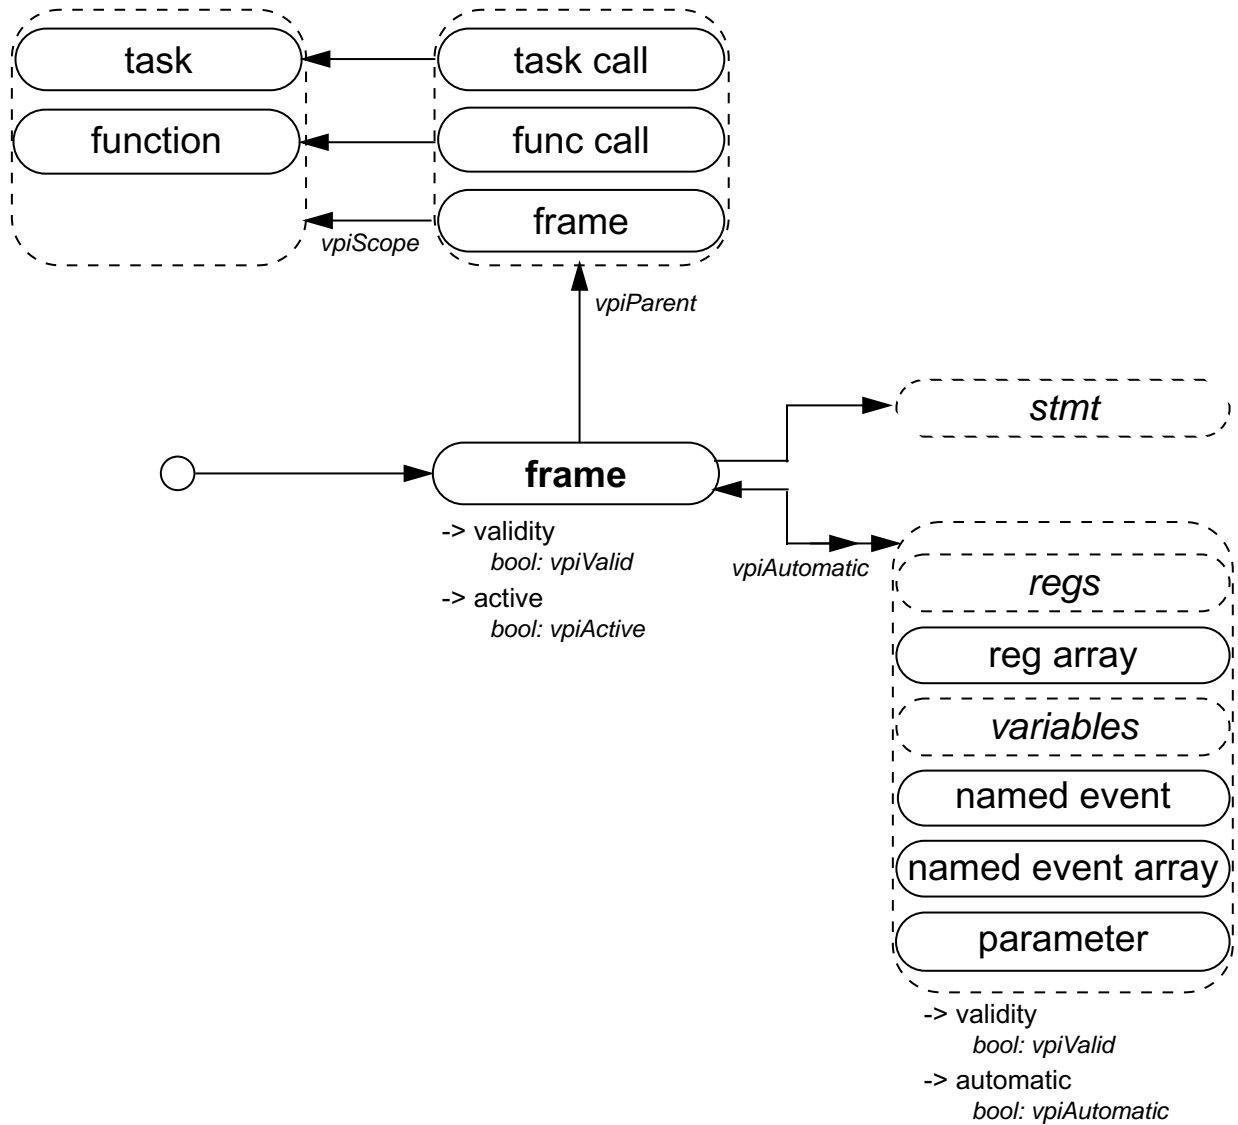 task
task call
function
func call
frame
vpiScope
vpiParent
stmt
frame
-> validity
bool: vpiValid
-> active
bool: vpiActive
vpiAutomatic
regs
reg array
variables
named event
named event array
parameter
-> validity
bool: vpiValid
-> automatic
bool: vpiAutomatic